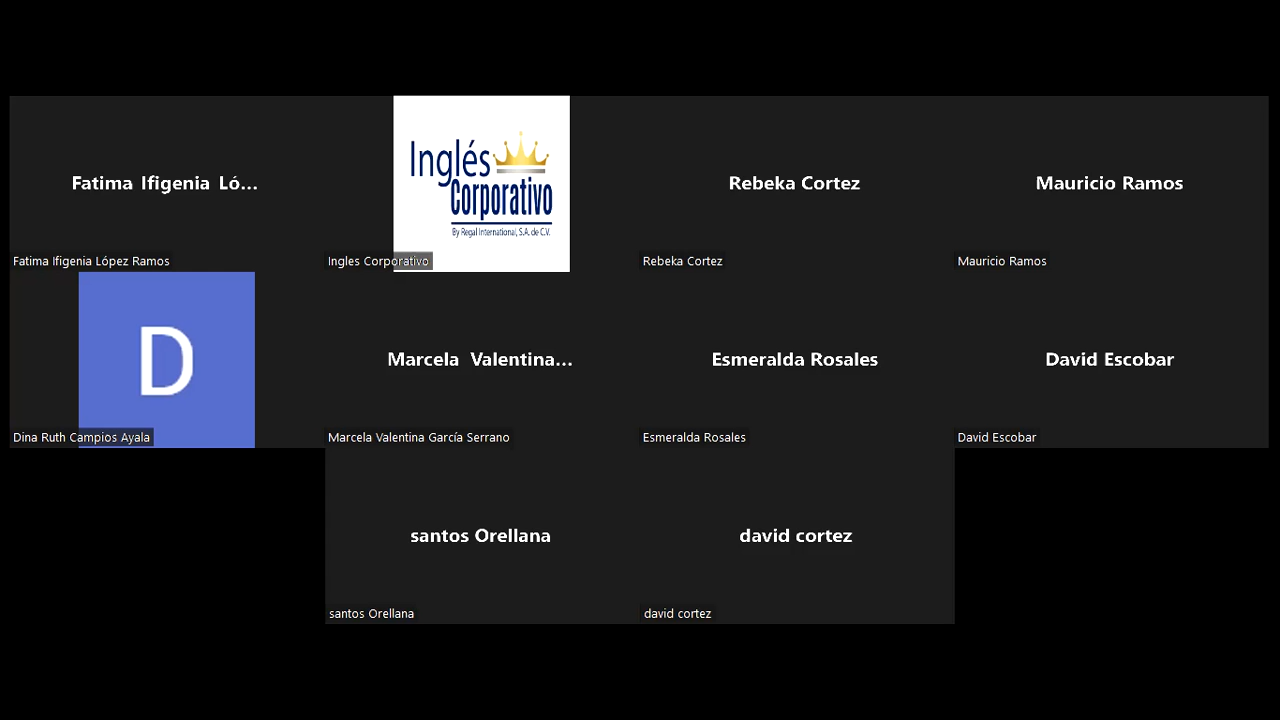 Fatima Ifigenia Ló...
Fatima Ifigenia López Ramos
Inglés
Corporativo
By Regal International, S.A. de C.V.
Ingles Corporativo
Rebeka Cortez
Rebeka Cortez
Mauricio Ramos
Mauricio Ramos
D
Dina Ruth Campios Ayala
Marcela Valentina...
Marcela Valentina García Serrano
Esmeralda Rosales
Esmeralda Rosales
David Escobar
David Escobar
santos Orellana
santos Orellana
david cortez
david cortez